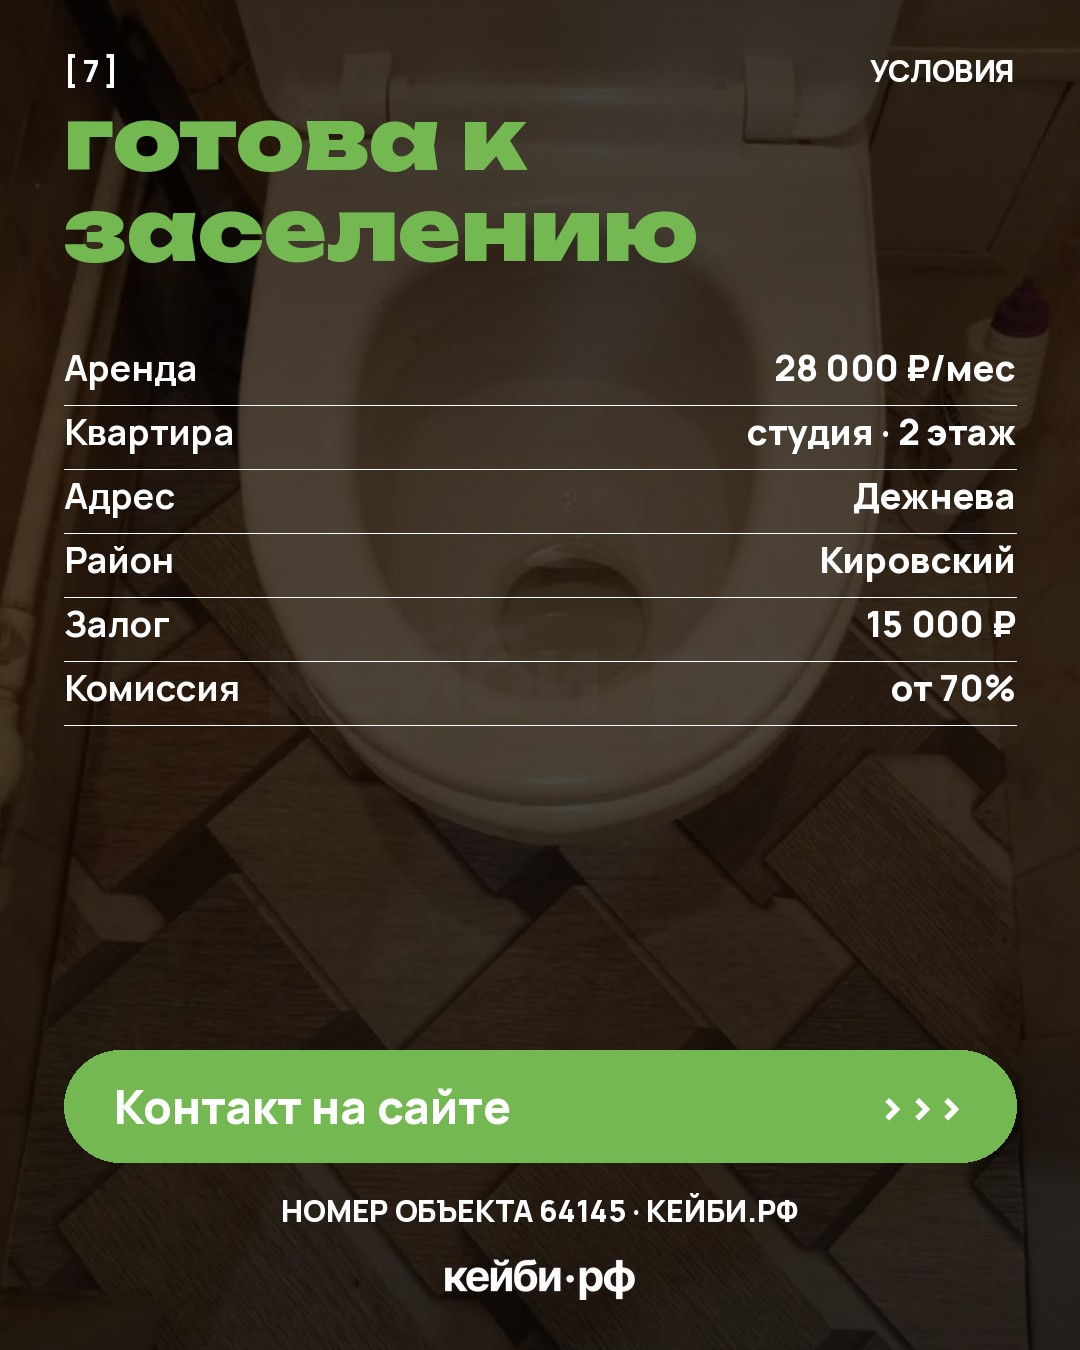 [ 7 ]
УСЛОВИЯ
готова к
заселению
Аренда 28 000 ₽/мес
Квартира студия · 2 этаж
Адрес Дежнева
Район Кировский
Залог 15 000 ₽
Комиссия от 70%
Контакт на сайте >>>
НОМЕР ОБЪЕКТА 64145 · КЕЙБИ.РФ
кейби·рф